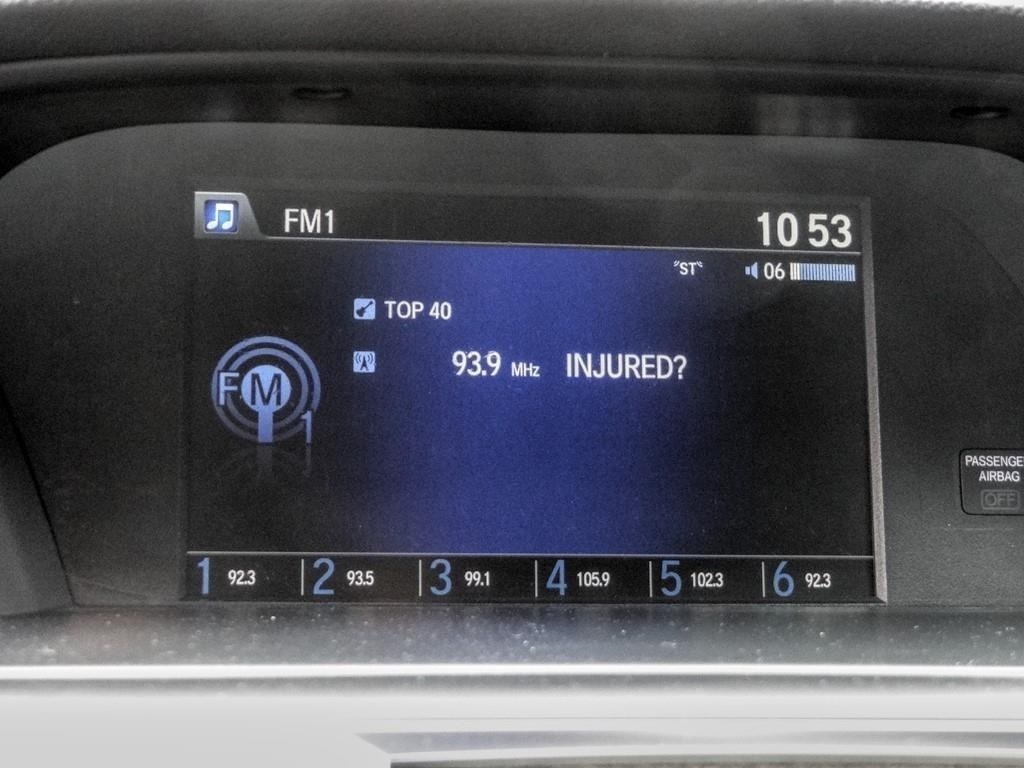 FM1
10 53
"ST"
06
TOP 40
93.9 MHz INJURED?
FM
1
PASSENGE
AIRBAG
OFF
1 92.3
2 93.5
3 99.1
4 105.9
5 102.3
6 92.3